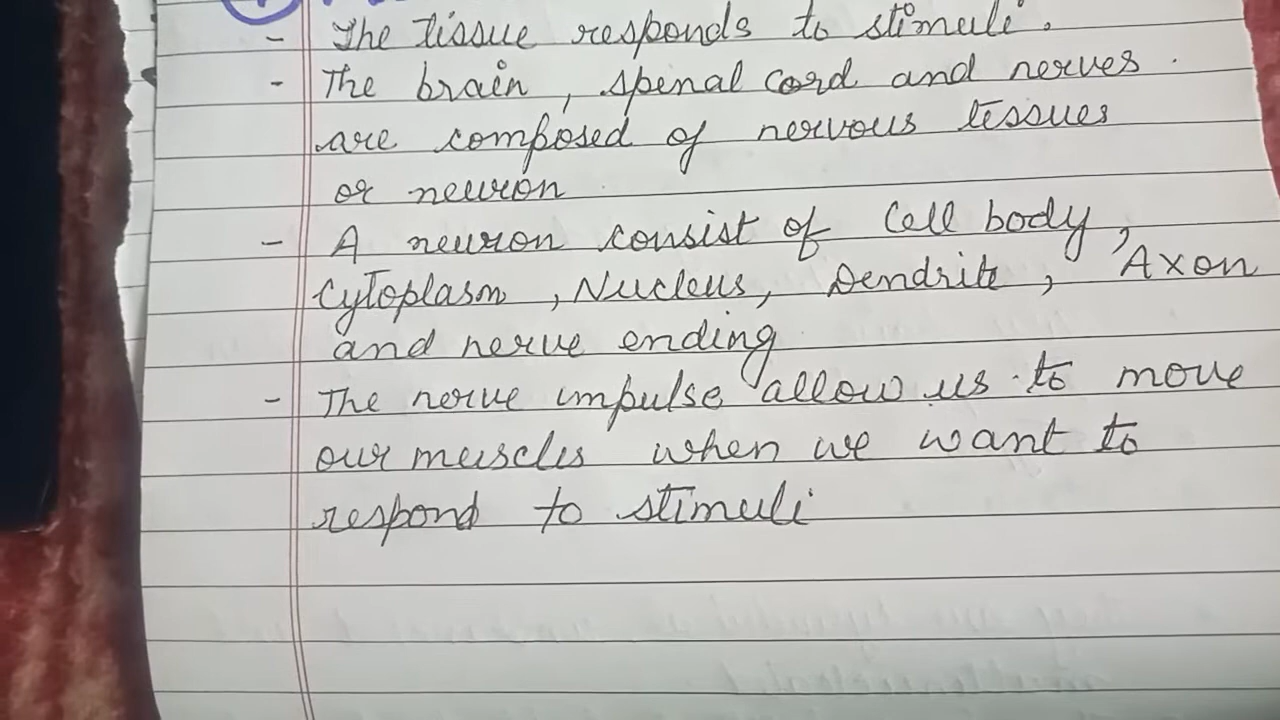 - The tissue responds to stimuli.
- The brain, spenal cord and nerves.
are composed of nervous tissues
or neuron
- A neuron consist of Cell body,
Cytoplasm, Nucleus, Dendrite, Axon
and nerve ending
- The nerve impulse allow us to move
our muscles when we want to
respond to stimuli